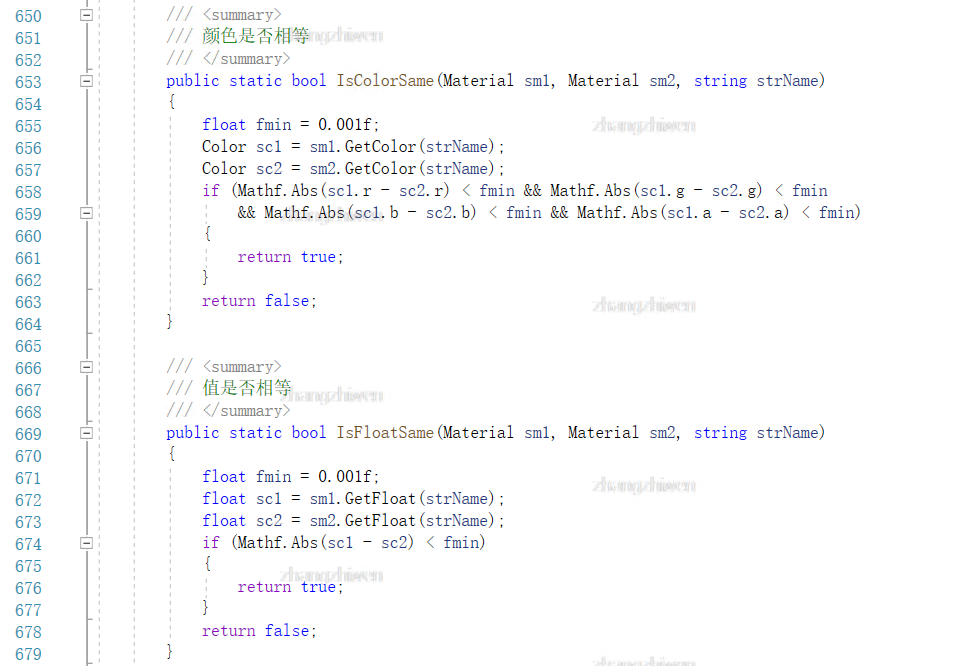 650 /// <summary>
651 /// 颜色是否相等
652 /// </summary>
653 public static bool IsColorSame(Material sm1, Material sm2, string strName)
654 {
655 float fmin = 0.001f;
656 Color sc1 = sm1.GetColor(strName);
657 Color sc2 = sm2.GetColor(strName);
658 if (Mathf.Abs(sc1.r - sc2.r) < fmin && Mathf.Abs(sc1.g - sc2.g) < fmin
659 && Mathf.Abs(sc1.b - sc2.b) < fmin && Mathf.Abs(sc1.a - sc2.a) < fmin)
660 {
661 return true;
662 }
663 return false;
664 }
665
666 /// <summary>
667 /// 值是否相等
668 /// </summary>
669 public static bool IsFloatSame(Material sm1, Material sm2, string strName)
670 {
671 float fmin = 0.001f;
672 float sc1 = sm1.GetFloat(strName);
673 float sc2 = sm2.GetFloat(strName);
674 if (Mathf.Abs(sc1 - sc2) < fmin)
675 {
676 return true;
677 }
678 return false;
679 }